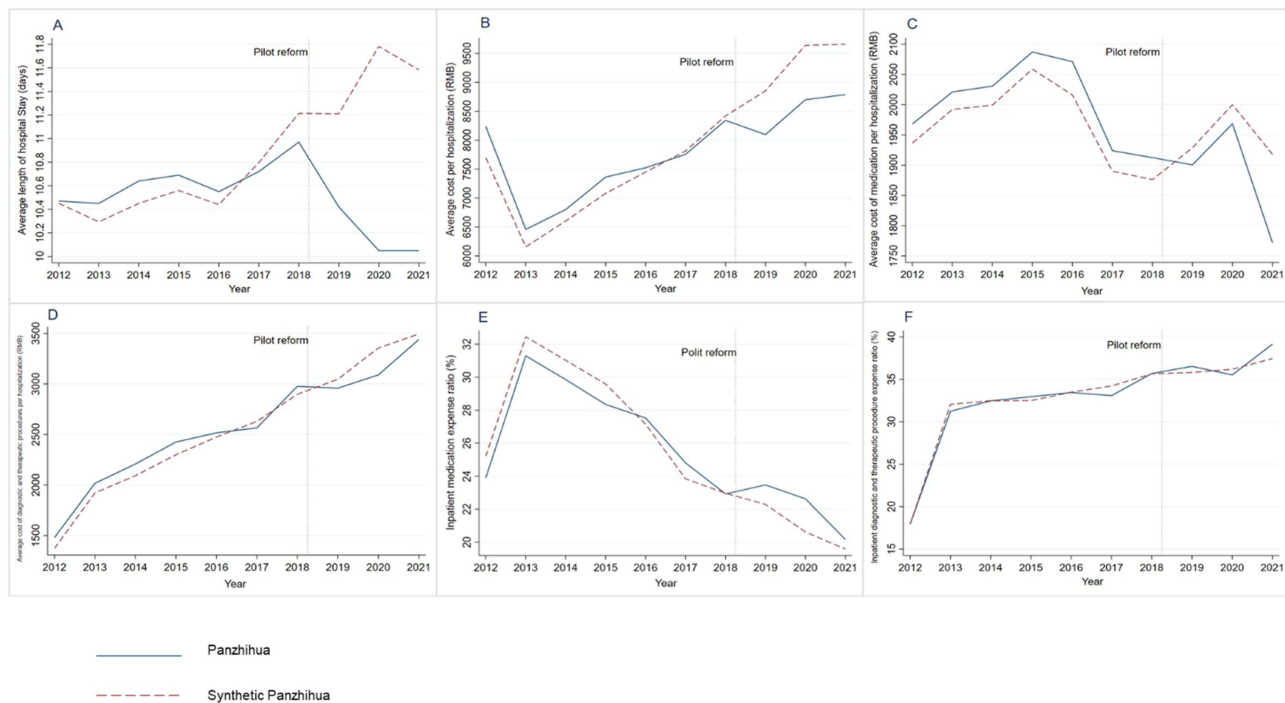 A
Average length of hospital Stay (days)
11.8
11.6
11.4
11.2
11
10.8
10.6
10.4
10.2
10
Pilot reform
2012 2013 2014 2015 2016 2017 2018 2019 2020 2021
Year
B
Average cost per hospitalization (RMB)
9500
9000
8500
8000
7500
7000
6500
6000
Pilot reform
2012 2013 2014 2015 2016 2017 2018 2019 2020 2021
Year
C
Average cost of medication per hospitalization (RMB)
2100
2050
2000
1950
1900
1850
1800
1750
Pilot reform
2012 2013 2014 2015 2016 2017 2018 2019 2020 2021
Year
D
Average cost of diagnostic and therapeutic procedures per hospitalization (RMB)
3500
3000
2500
2000
1500
Pilot reform
2012 2013 2014 2015 2016 2017 2018 2019 2020 2021
Year
E
Inpatient medication expense ratio (%)
32
30
28
26
24
22
20
Polit reform
2012 2013 2014 2015 2016 2017 2018 2019 2020 2021
Year
F
Inpatient diagnostic and therapeutic procedure expense ratio (%)
40
35
30
25
20
15
Pilot reform
2012 2013 2014 2015 2016 2017 2018 2019 2020 2021
Year
Panzhihua
Synthetic Panzhihua